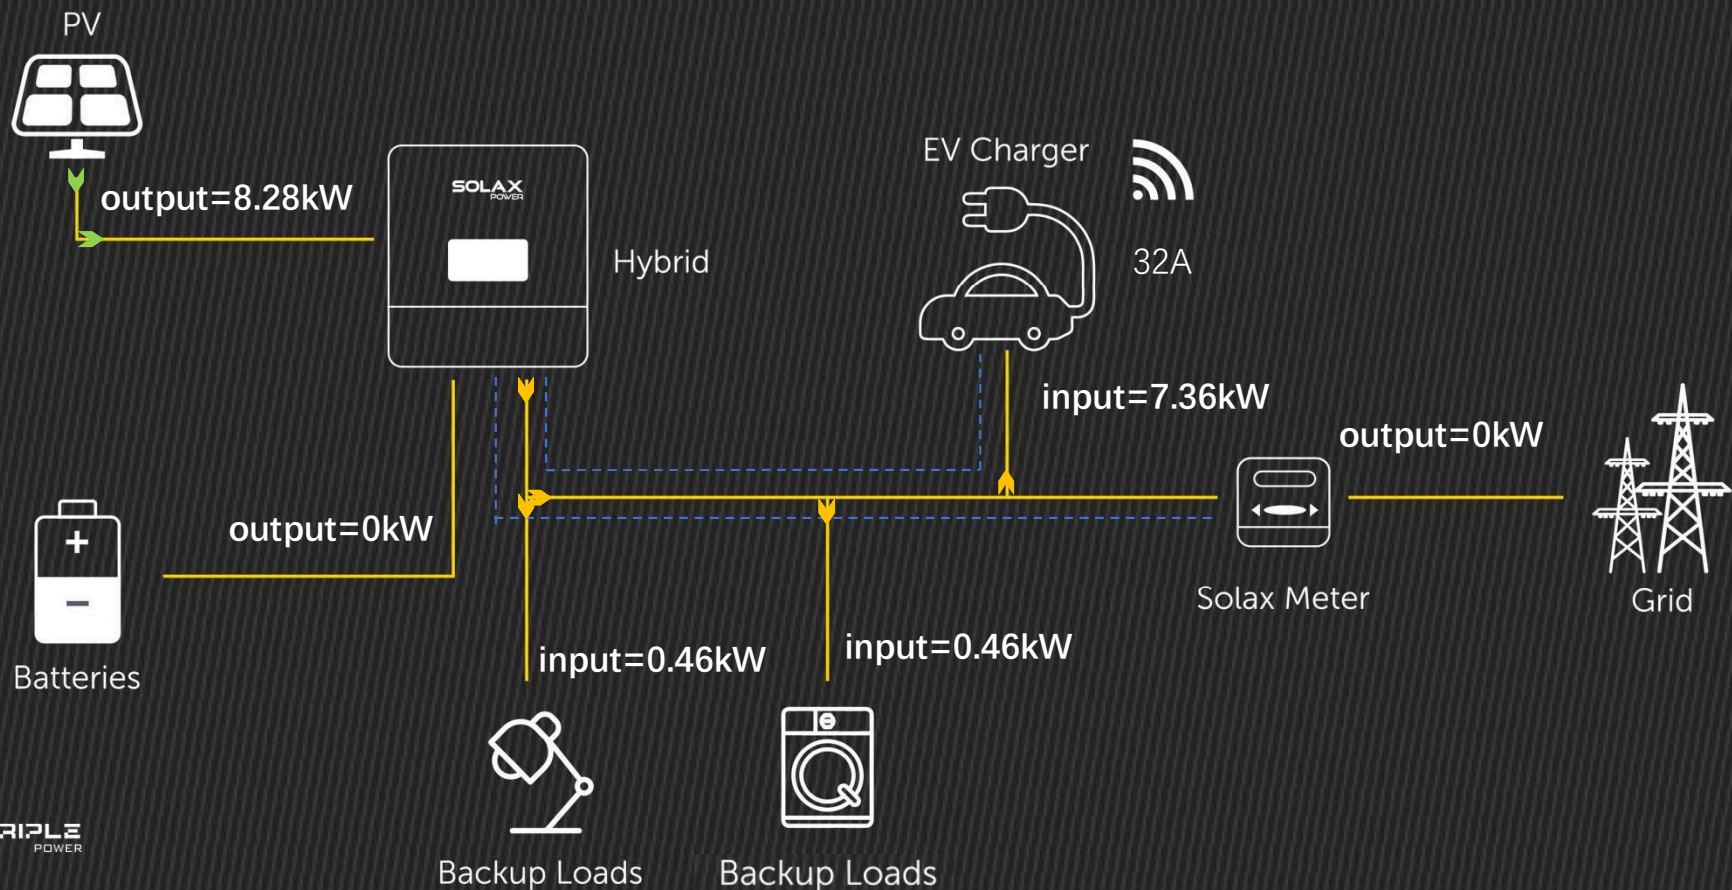 PV
output=8.28kW
SOLAX
POWER
Hybrid
EV Charger
32A
input=7.36kW
output=0kW
output=0kW
Solax Meter
Grid
Batteries
input=0.46kW
input=0.46kW
RIPLE
POWER
Backup Loads
Backup Loads